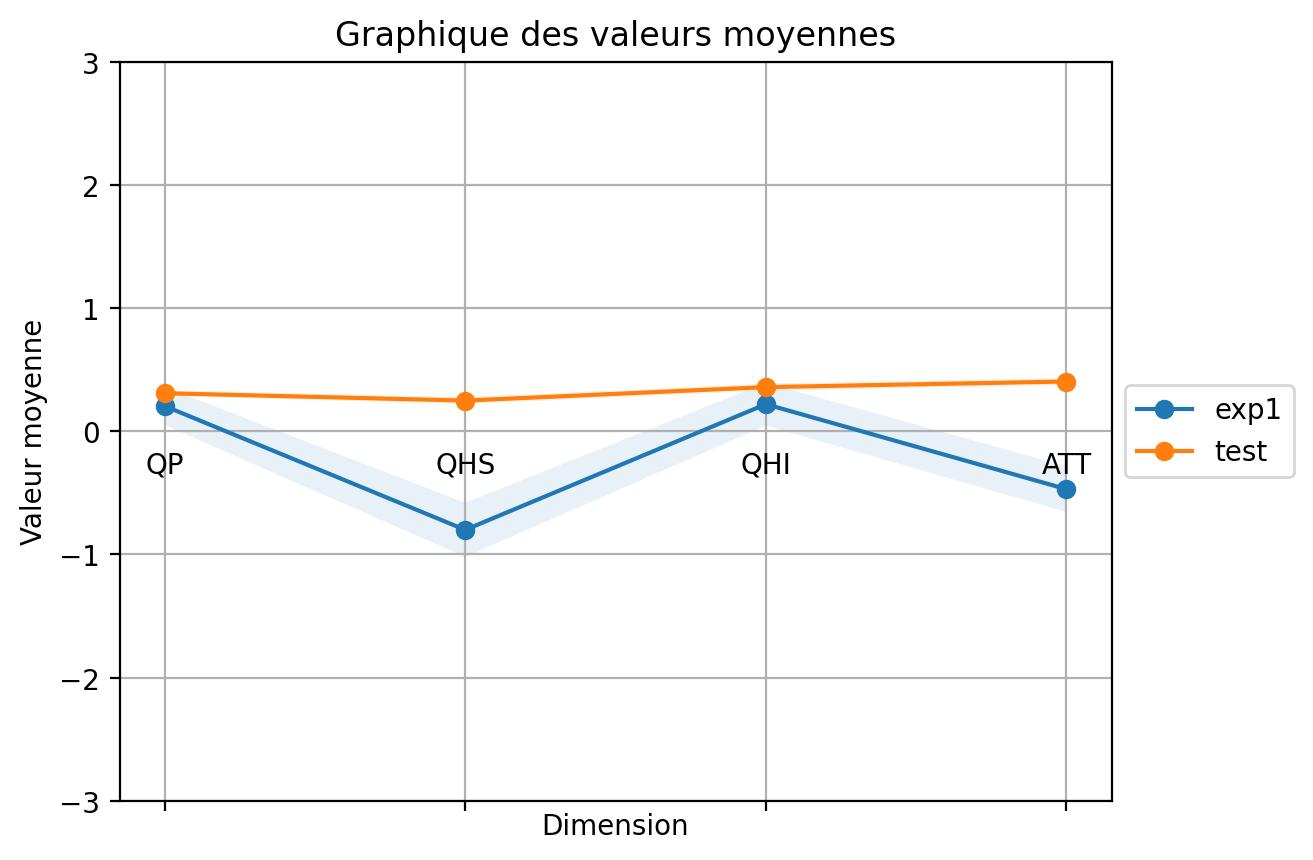 Graphique des valeurs moyennes
3
2
1
0
−1
−2
−3
Valeur moyenne
QP
QHS
QHI
ATT
Dimension
exp1
test